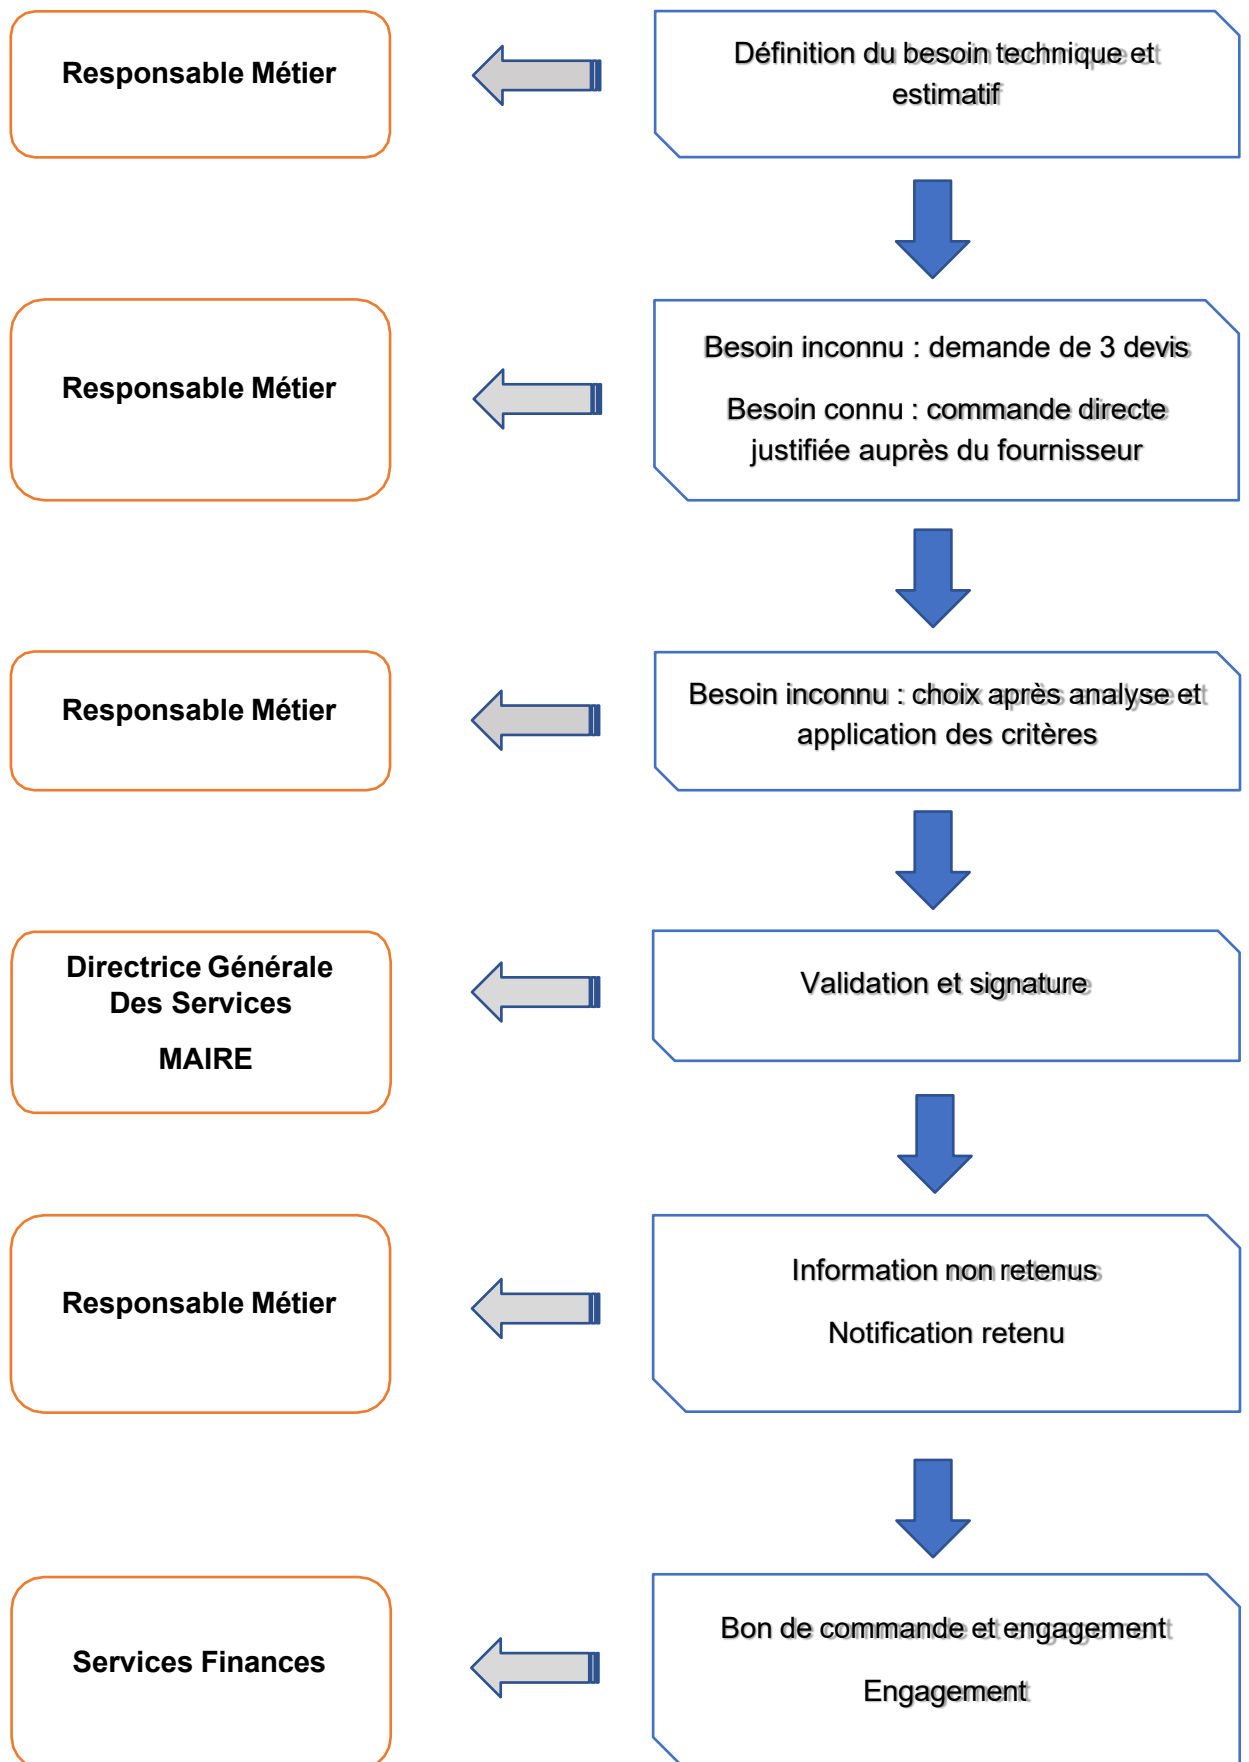 Responsable Métier
Définition du besoin technique et
estimatif
Responsable Métier
Besoin inconnu : demande de 3 devis
Besoin connu : commande directe
justifiée auprès du fournisseur
Responsable Métier
Besoin inconnu : choix après analyse et
application des critères
Directrice Générale
Des Services
MAIRE
Validation et signature
Responsable Métier
Information non retenus
Notification retenu
Services Finances
Bon de commande et engagement
Engagement